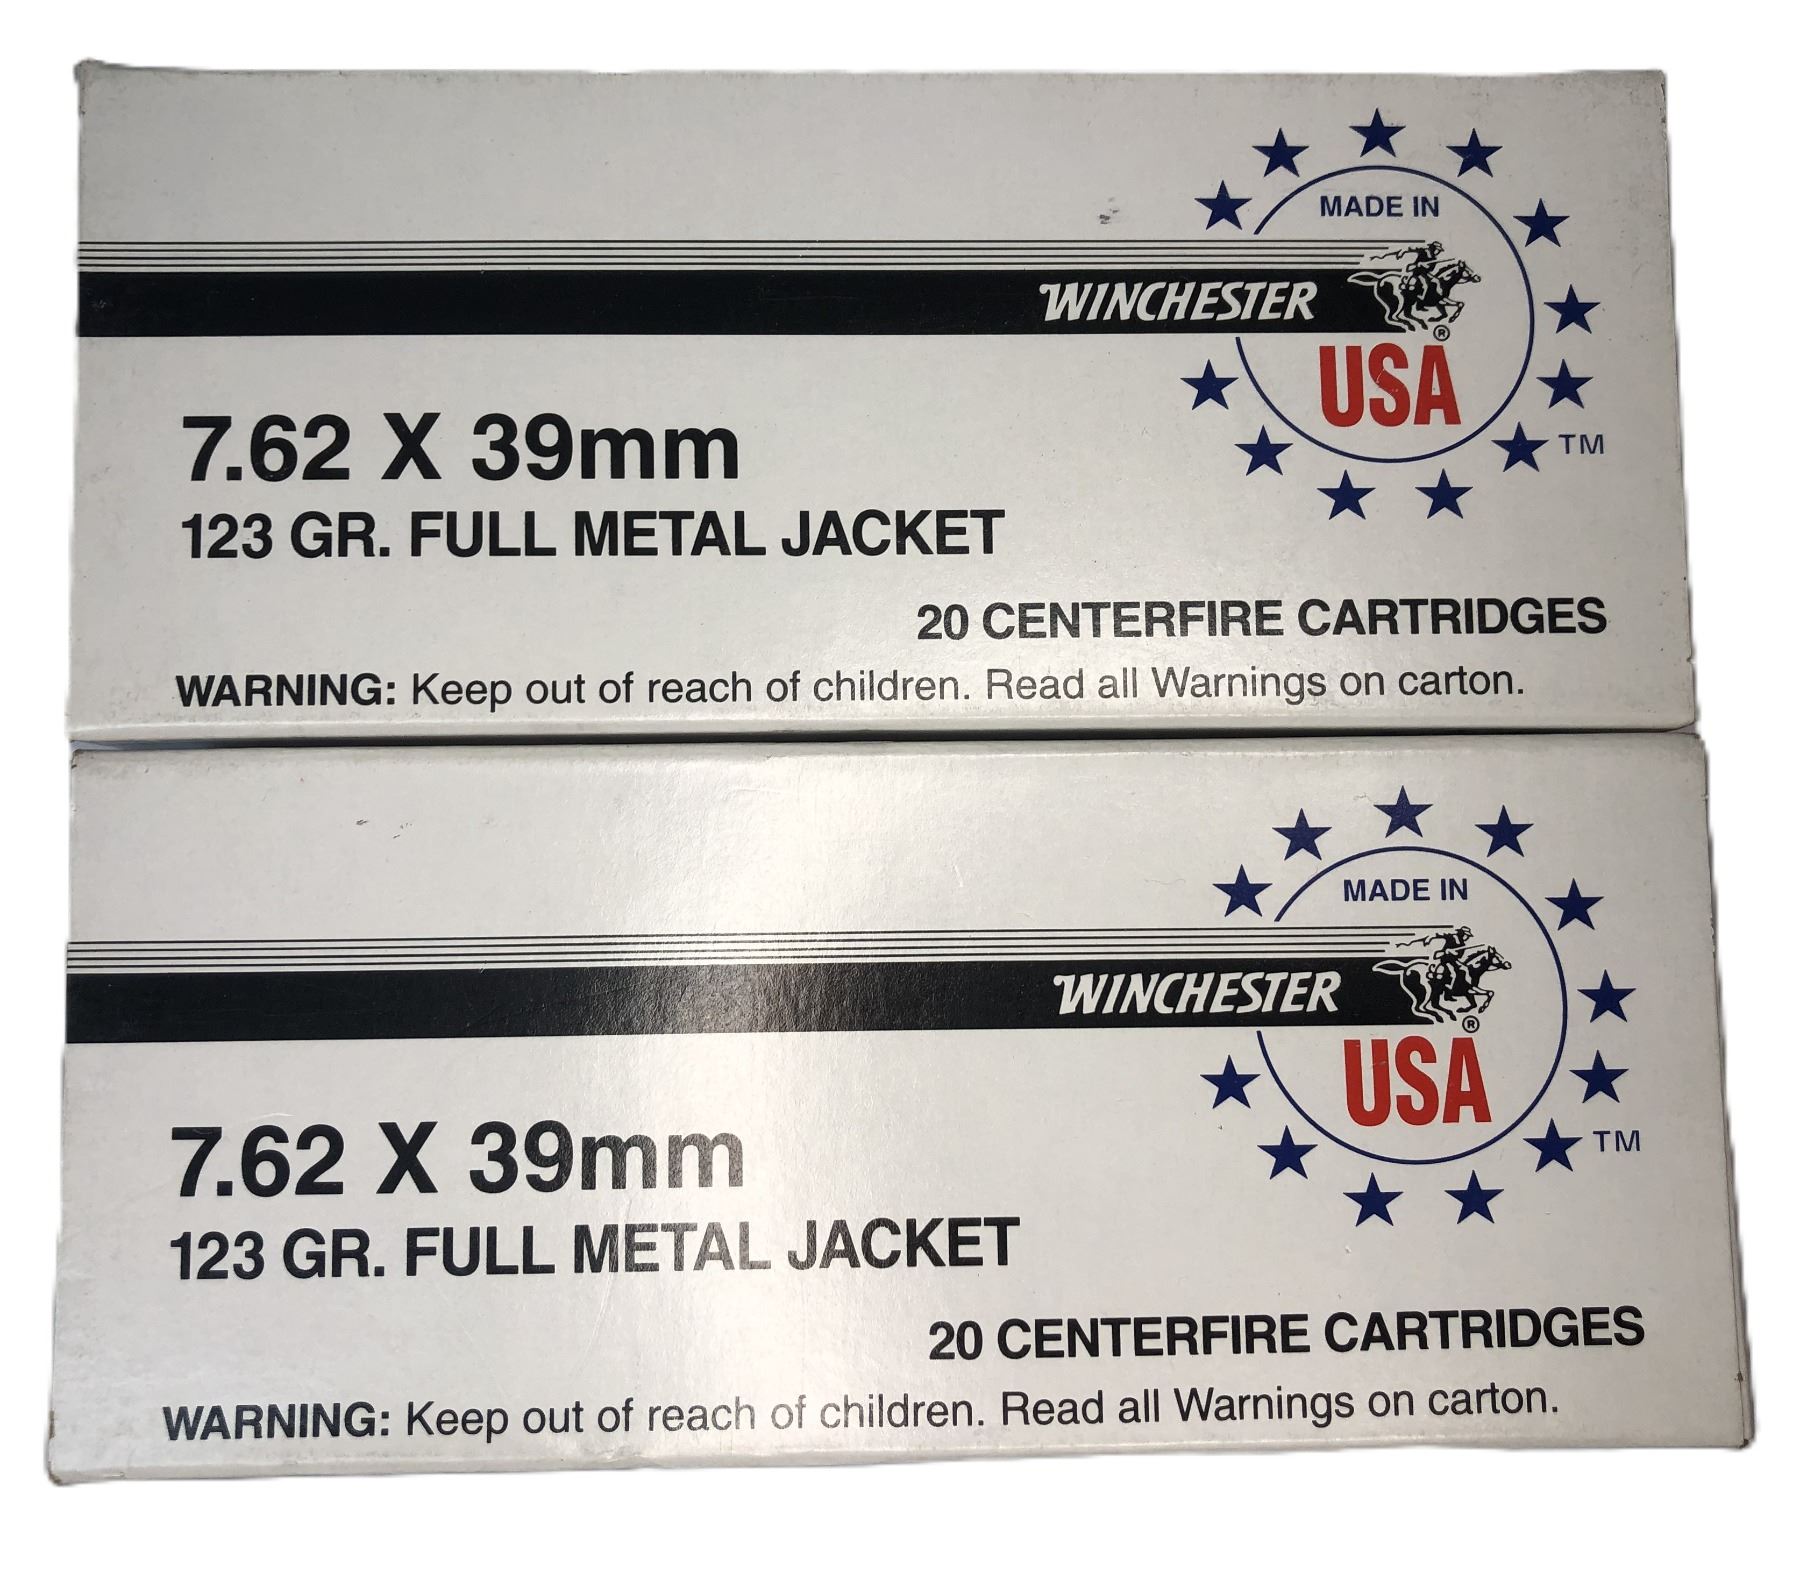 MADE IN
WINCHESTER
®
USA
TM
7.62 X 39mm
123 GR. FULL METAL JACKET
20 CENTERFIRE CARTRIDGES
WARNING: Keep out of reach of children. Read all Warnings on carton.
MADE IN
WINCHESTER
®
USA
TM
7.62 X 39mm
123 GR. FULL METAL JACKET
20 CENTERFIRE CARTRIDGES
WARNING: Keep out of reach of children. Read all Warnings on carton.